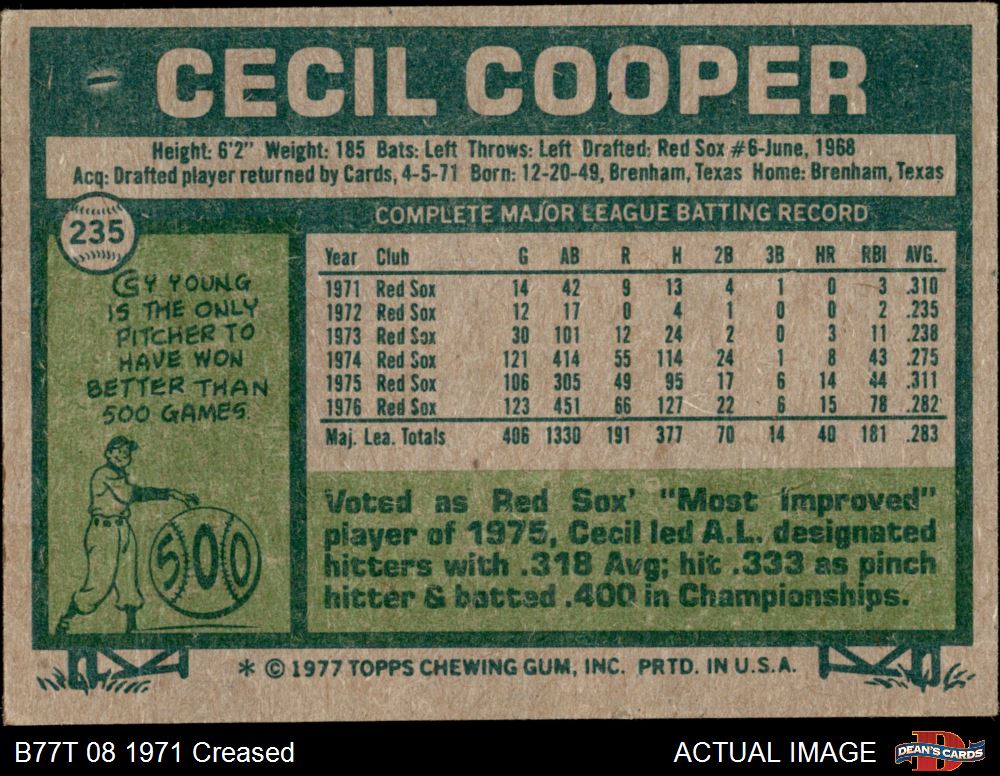 CECIL COOPER
Height: 6'2" Weight: 185 Bats: Left Throws: Left Drafted: Red Sox #6-June, 1968
Acq: Drafted player returned by Cards, 4-5-71 Born: 12-20-49, Brenham, Texas Home: Brenham, Texas
235
COMPLETE MAJOR LEAGUE BATTING RECORD
Year Club G AB R H 2B 3B HR RBI AVG.
1971 Red Sox 14 42 9 13 4 1 0 3 .310
1972 Red Sox 12 17 0 4 1 0 0 2 .235
1973 Red Sox 30 101 12 24 2 0 3 11 .238
1974 Red Sox 121 414 55 114 24 1 8 43 .275
1975 Red Sox 106 305 49 95 17 6 14 44 .311
1976 Red Sox 123 451 66 127 22 6 15 78 .282
Maj. Lea. Totals 406 1330 191 377 70 14 40 181 .283
CY YOUNG
IS THE ONLY
PITCHER TO
HAVE WON
BETTER THAN
500 GAMES.
500
Voted as Red Sox' "Most Improved"
player of 1975, Cecil led A.L. designated
hitters with .318 Avg; hit .333 as pinch
hitter & batted .400 in Championships.
* © 1977 TOPPS CHEWING GUM, INC. PRTD. IN U.S.A.
B77T 08 1971 Creased
ACTUAL IMAGE
DEAN'S CARDS